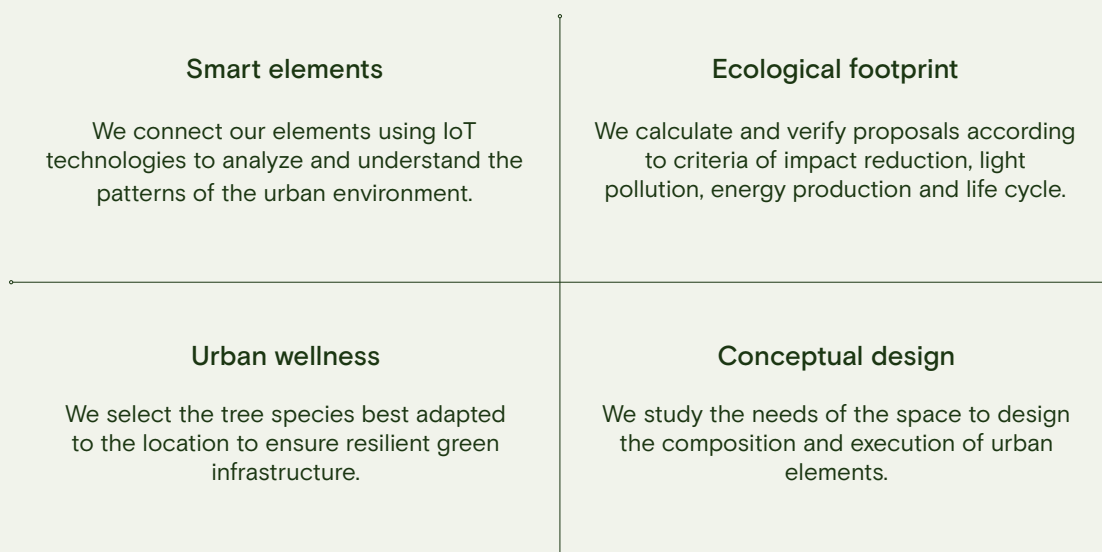 Smart elements
We connect our elements using IoT
technologies to analyze and understand the
patterns of the urban environment.
Ecological footprint
We calculate and verify proposals according
to criteria of impact reduction, light
pollution, energy production and life cycle.
Urban wellness
We select the tree species best adapted
to the location to ensure resilient green
infrastructure.
Conceptual design
We study the needs of the space to design
the composition and execution of urban
elements.